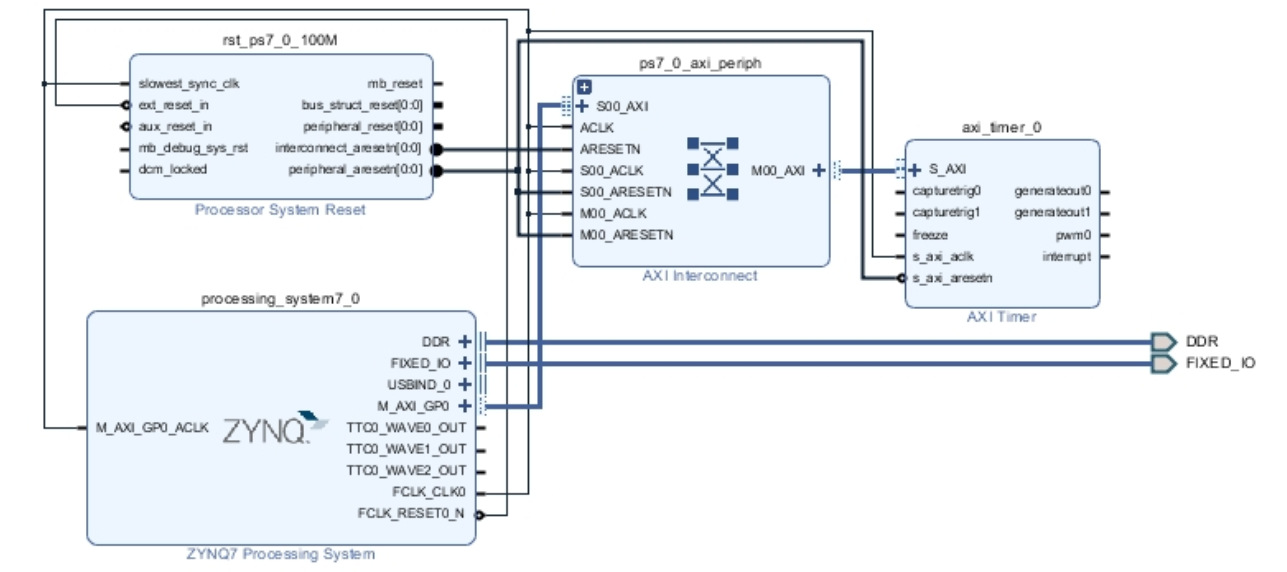 rst_ps7_0_100M
slowest_sync_clk
mb_reset
ext_reset_in
bus_struct_reset[0:0]
aux_reset_in
peripheral_reset[0:0]
mb_debug_sys_rst
interconnect_aresetn[0:0]
dcm_locked
peripheral_aresetn[0:0]
Processor System Reset
ps7_0_axi_periph
S00_AXI
ACLK
ARESETN
S00_ACLK
M00_AXI
S00_ARESETN
M00_ACLK
M00_ARESETN
AXI Interconnect
axi_timer_0
S_AXI
capturetrig0
generateout0
capturetrig1
generateout1
freeze
pwm0
s_axi_aclk
interrupt
s_axi_aresetn
AXI Timer
processing_system7_0
DDR
FIXED_IO
USBIND_0
M_AXI_GP0
M_AXI_GP0_ACLK
ZYNQ
TTC0_WAVE0_OUT
TTC0_WAVE1_OUT
TTC0_WAVE2_OUT
FCLK_CLK0
FCLK_RESET0_N
ZYNQ7 Processing System
DDR
FIXED_IO